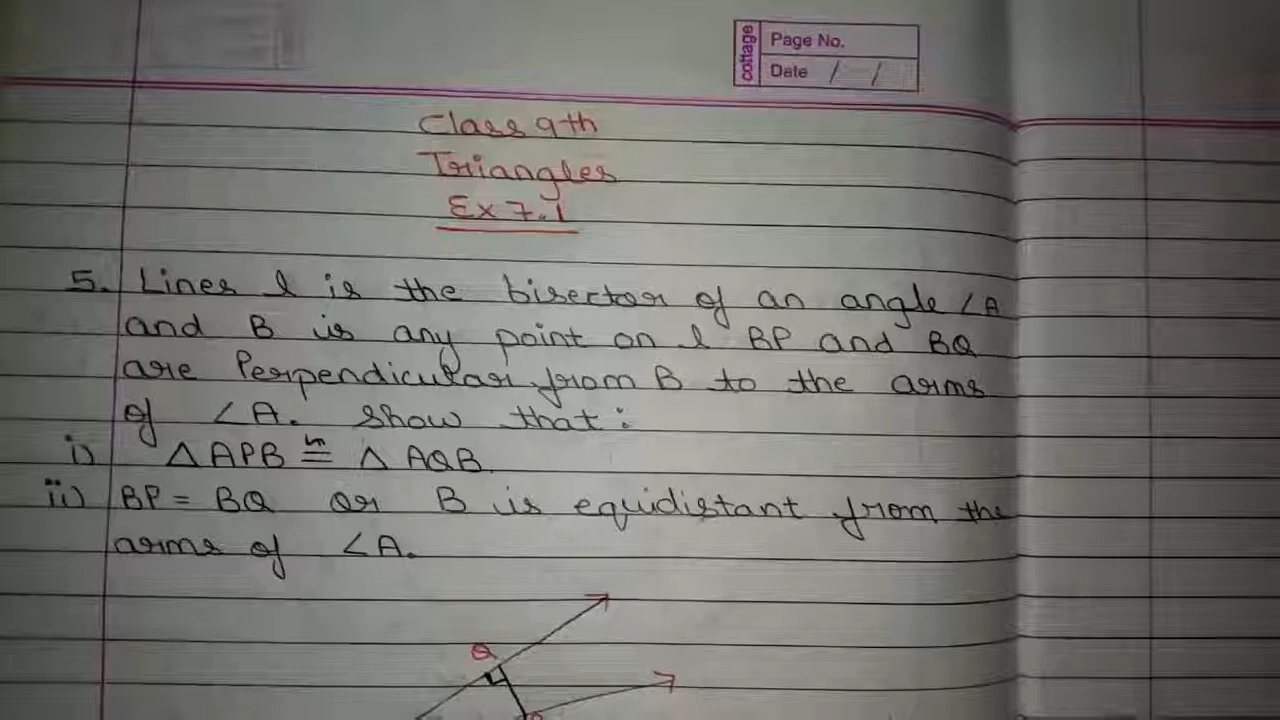 cottage
Page No.
Date / /
Class 9th
Triangles
Ex 7.1
5. Lines l is the bisector of an angle ∠A
and B is any point on l BP and BQ
are Perpendicular from B to the arms
of ∠A. show that:
i) △APB ≅ △AQB
ii) BP = BQ or B is equidistant from the
arms of ∠A.
Q